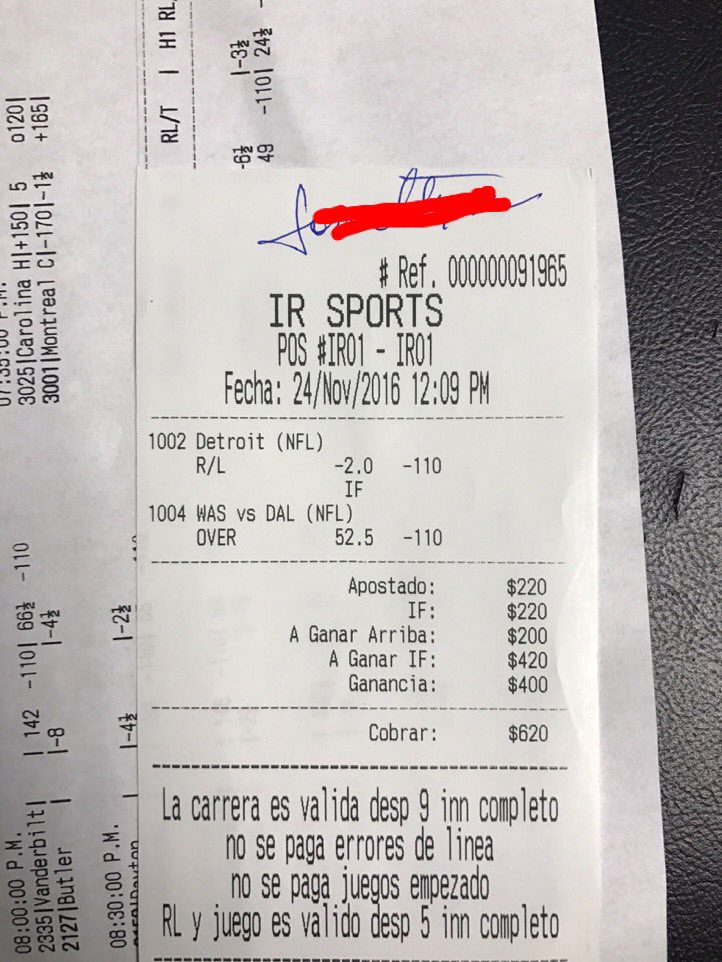 # Ref. 000000091965
IR SPORTS
POS #IR01 - IR01
Fecha: 24/Nov/2016 12:09 PM
1002 Detroit (NFL)
R/L -2.0 -110
IF
1004 WAS vs DAL (NFL)
OVER 52.5 -110
Apostado: $220
IF: $220
A Ganar Arriba: $200
A Ganar IF: $420
Ganancia: $400
Cobrar: $620
La carrera es valida desp 9 inn completo
no se paga errores de linea
no se paga juegos empezado
RL y juego es valido desp 5 inn completo
3025|Carolina H|+150| 5 o120|
3001|Montreal C|-170|-1½ +165|
RL/T | H1 RL
-6½ |-3½
49 -110| 24½
08:00:00 P.M.
2335|Vanderbilt| | 142 -110| 66½ -110
2127|Butler | |-8 |-4½
08:30:00 P.M.
|-4½ |-2½